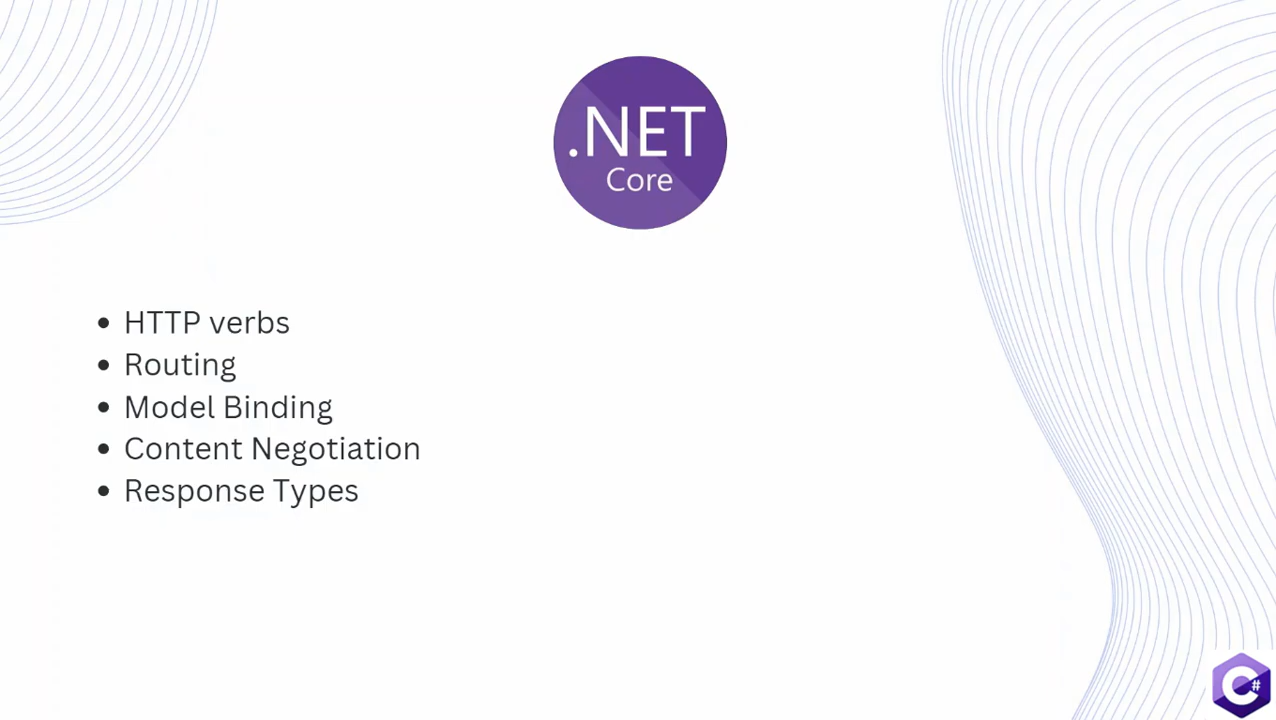 .NET
Core
• HTTP verbs
• Routing
• Model Binding
• Content Negotiation
• Response Types
C#